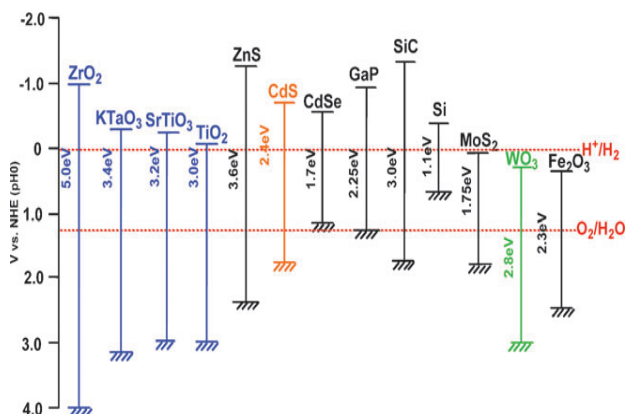 V vs. NHE (pH0)
-2.0
-1.0
0
1.0
2.0
3.0
4.0
ZrO2
5.0eV
KTaO3
3.4eV
SrTiO3
3.2eV
TiO2
3.0eV
ZnS
3.6eV
CdS
2.4eV
CdSe
1.7eV
GaP
2.25eV
SiC
3.0eV
Si
1.1eV
MoS2
1.75eV
WO3
2.8eV
Fe2O3
2.3eV
H+/H2
O2/H2O